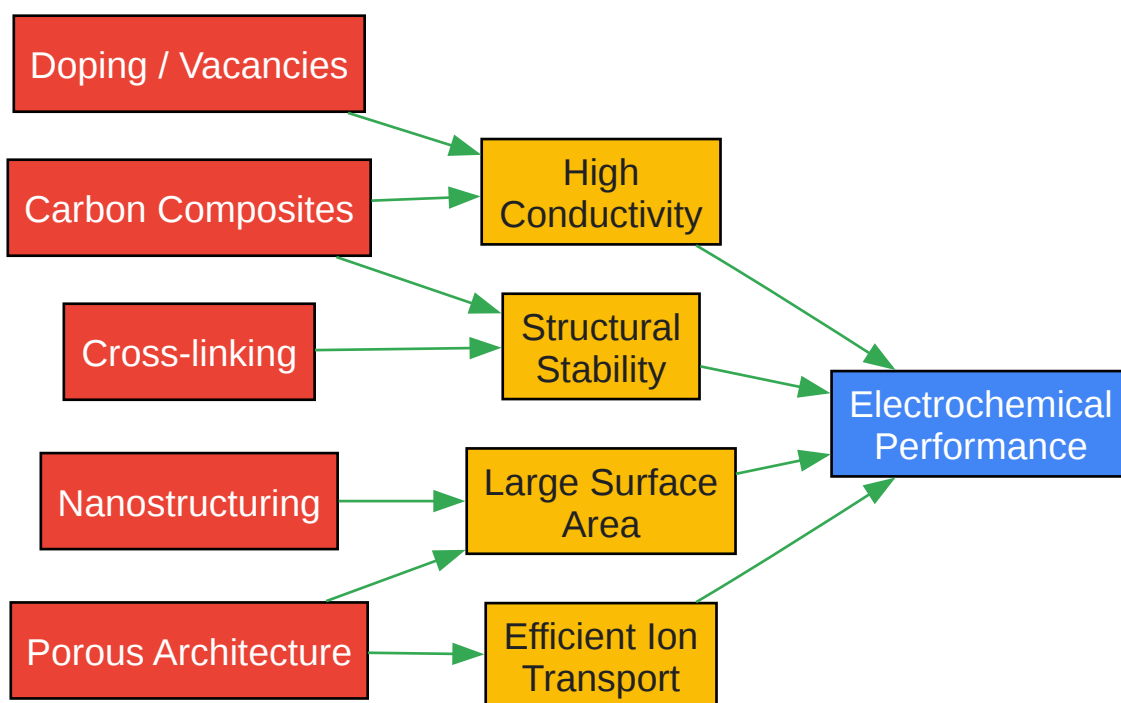 Doping / Vacancies
Carbon Composites
Cross-linking
Nanostructuring
Porous Architecture
High
Conductivity
Structural
Stability
Large Surface
Area
Efficient Ion
Transport
Electrochemical
Performance